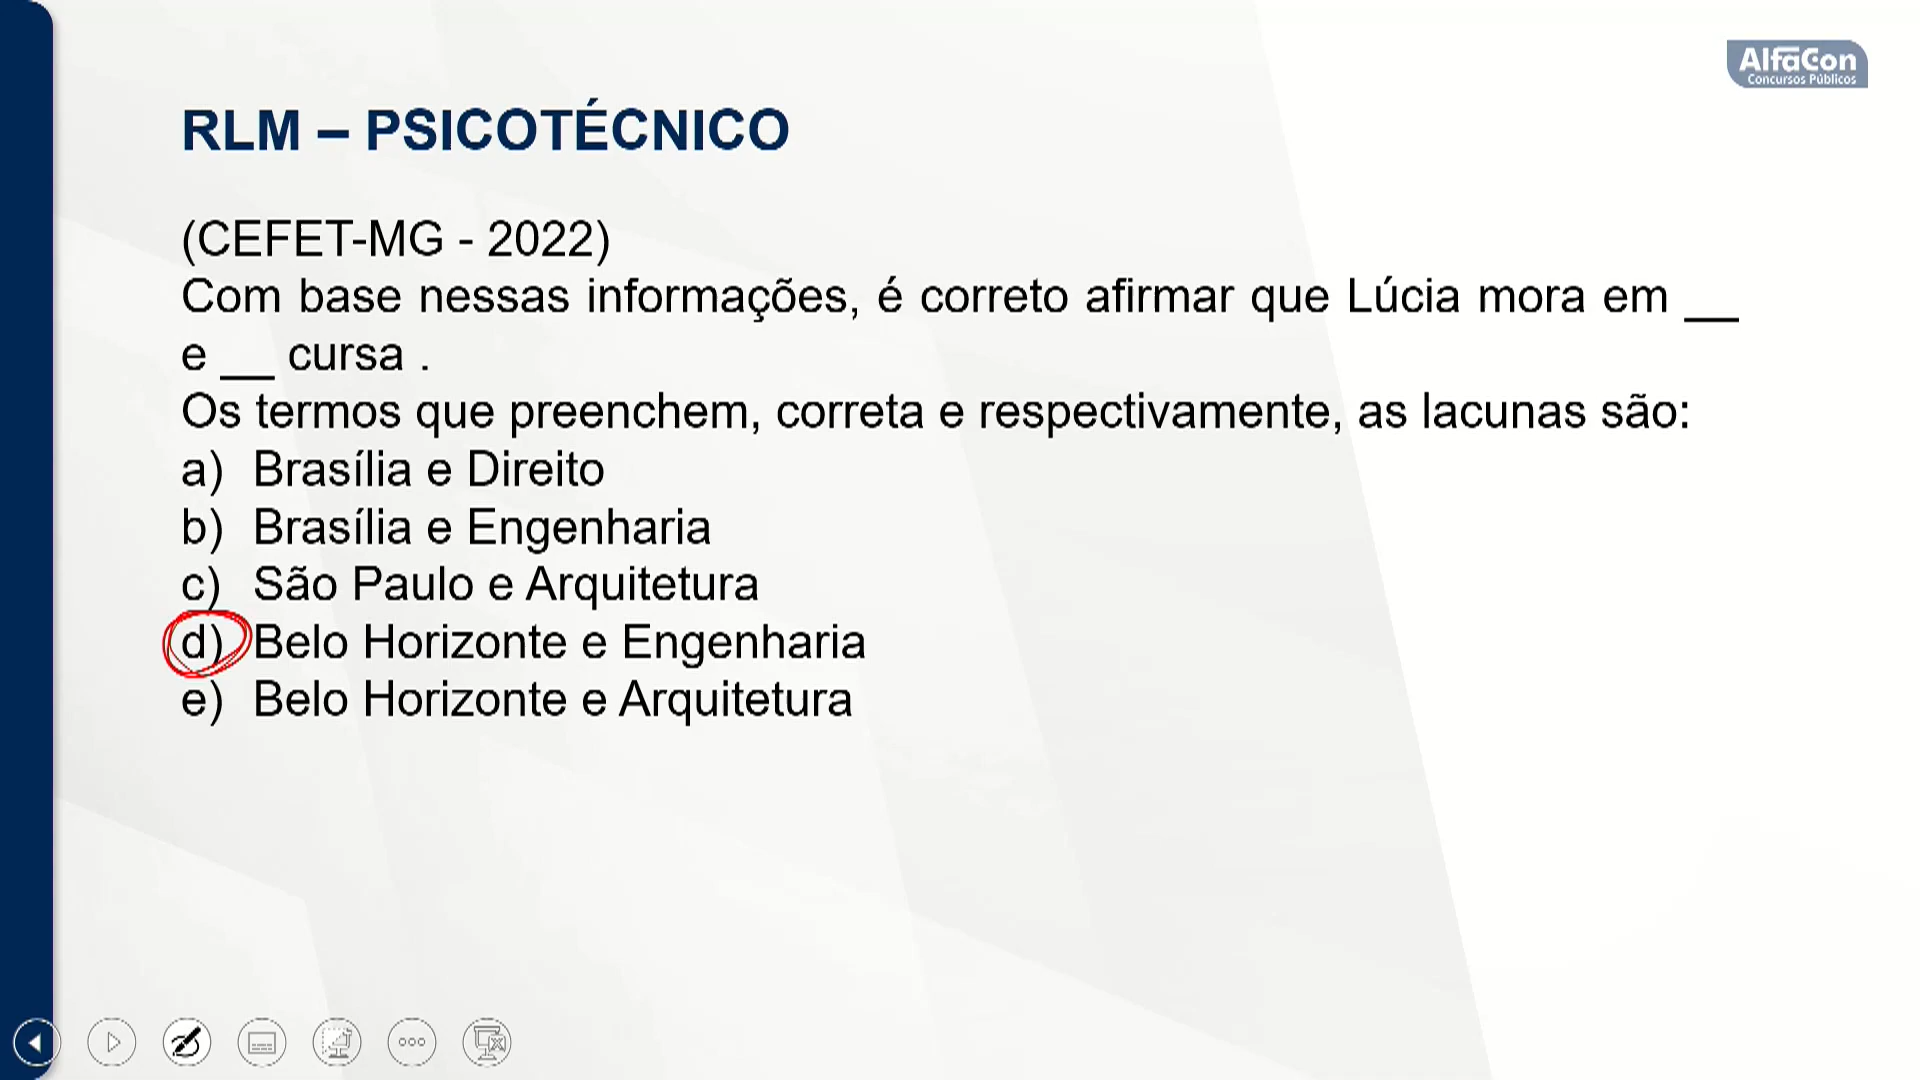 AlfaCon
Concursos Públicos
RLM – PSICOTÉCNICO
(CEFET-MG - 2022)
Com base nessas informações, é correto afirmar que Lúcia mora em __
e __ cursa .
Os termos que preenchem, correta e respectivamente, as lacunas são:
a) Brasília e Direito
b) Brasília e Engenharia
c) São Paulo e Arquitetura
d) Belo Horizonte e Engenharia
e) Belo Horizonte e Arquitetura